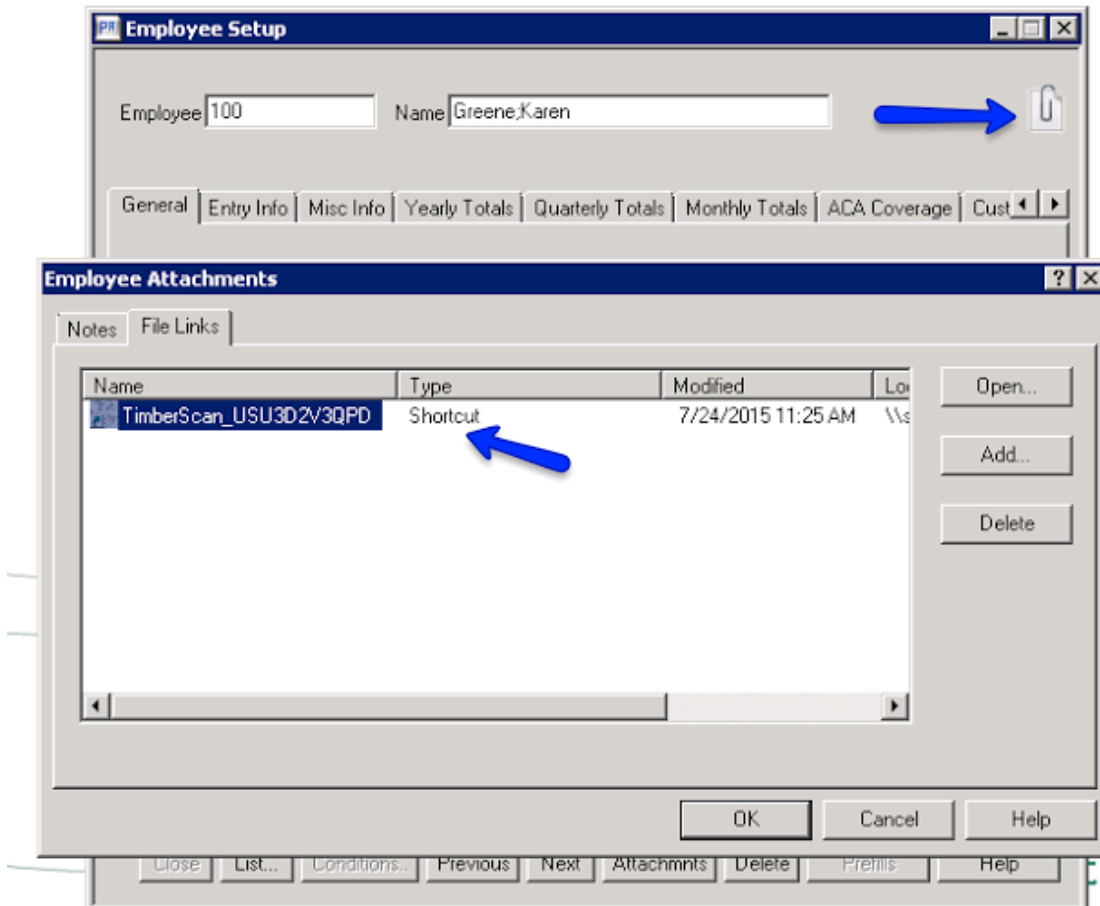 PR Employee Setup
Employee 100 Name Greene;Karen
General Entry Info Misc Info Yearly Totals Quarterly Totals Monthly Totals ACA Coverage Cust
Employee Attachments ?
Notes File Links
Name Type Modified
TimberScan_USU3D2V3QPD Shortcut 7/24/2015 11:25 AM \\s
Open...
Add...
Delete
OK Cancel Help
Close List... Conditions.. Previous Next Attachmnts Delete Prefills Help